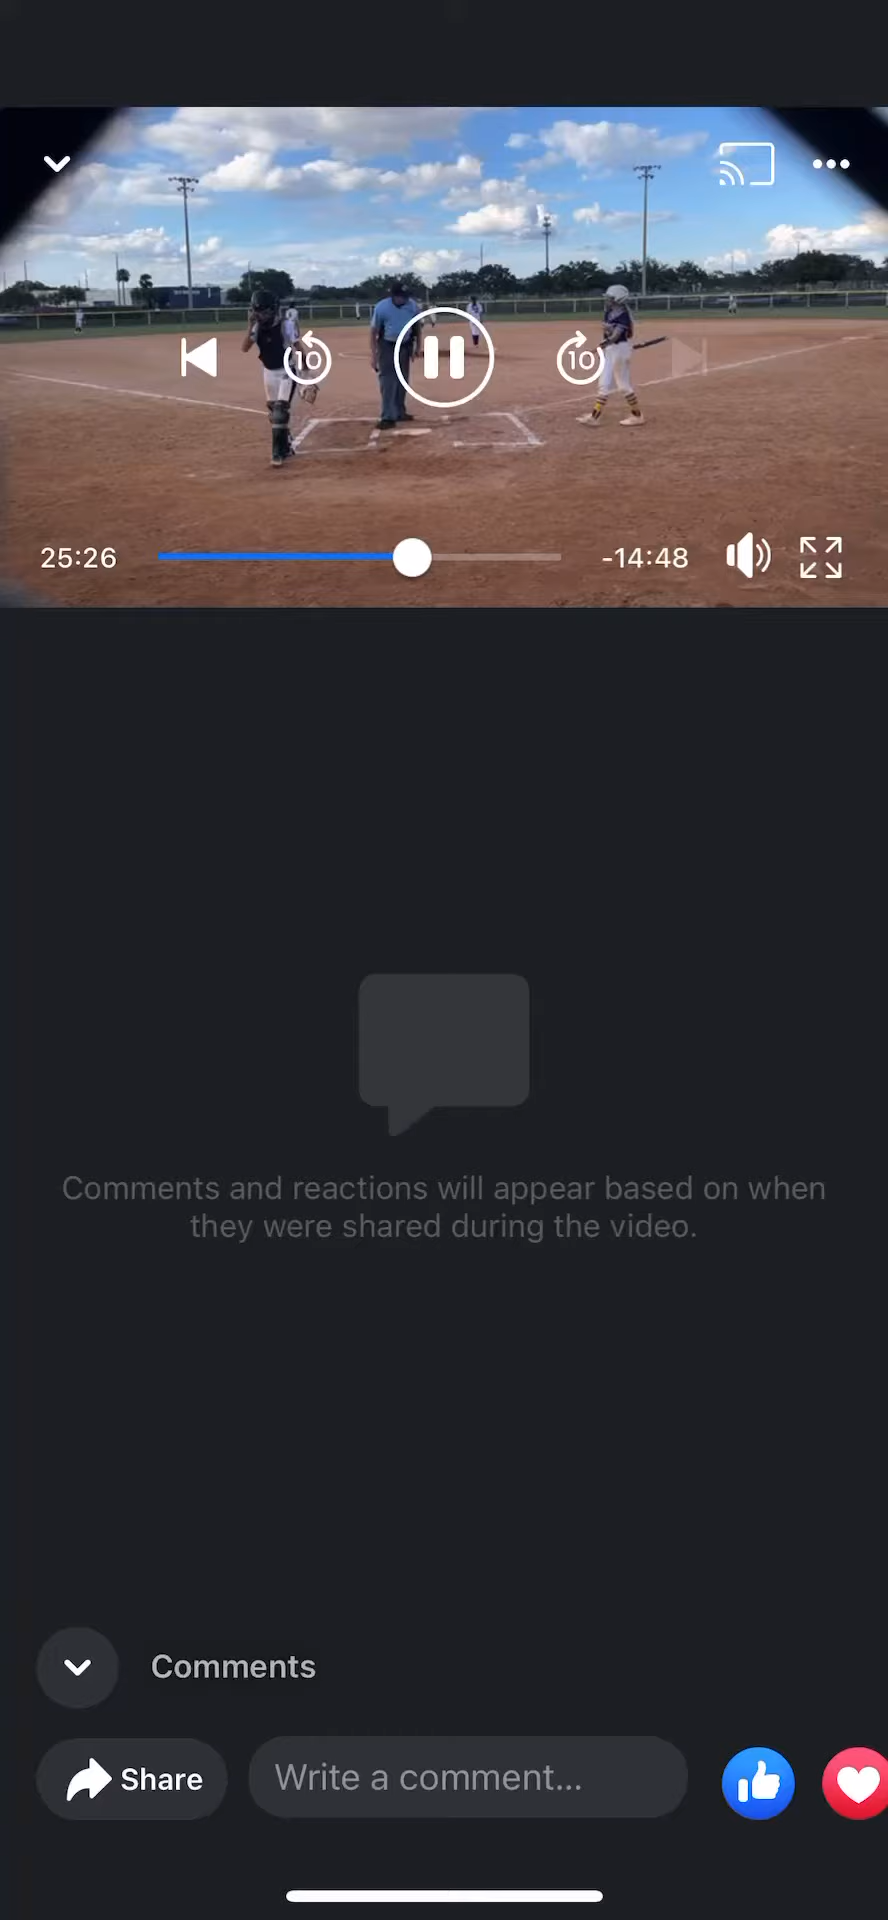 10
10
25:26
-14:48
Comments and reactions will appear based on when
they were shared during the video.
Comments
Share
Write a comment...